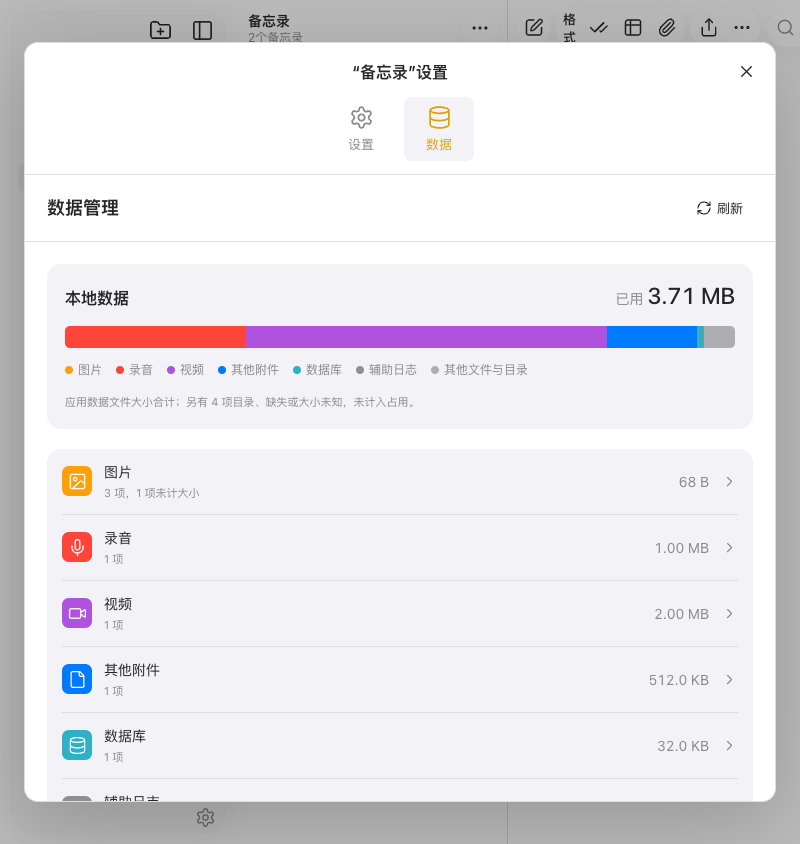 备忘录
2个备忘录
格式
“备忘录”设置
设置
数据
数据管理
刷新
本地数据
已用 3.71 MB
图片 录音 视频 其他附件 数据库 辅助日志 其他文件与目录
应用数据文件大小合计；另有 4 项目录、缺失或大小未知，未计入占用。
图片
3 项，1 项未计大小
68 B
录音
1 项
1.00 MB
视频
1 项
2.00 MB
其他附件
1 项
512.0 KB
数据库
1 项
32.0 KB
辅助日志